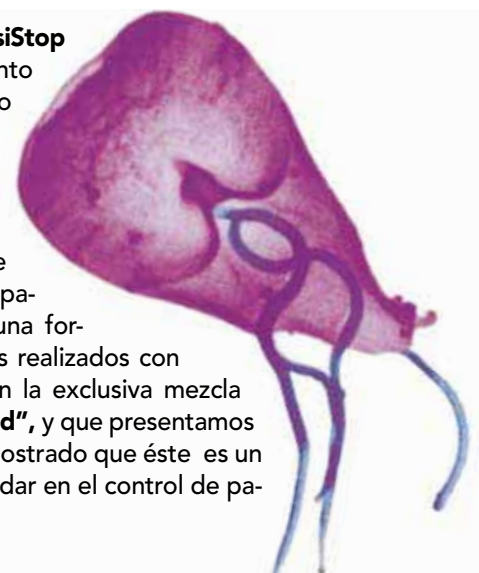 siStop
nto
o
e
pa-
una for-
s realizados con
n la exclusiva mezcla
d”, y que presentamos
ostrado que éste es un
dar en el control de pa-